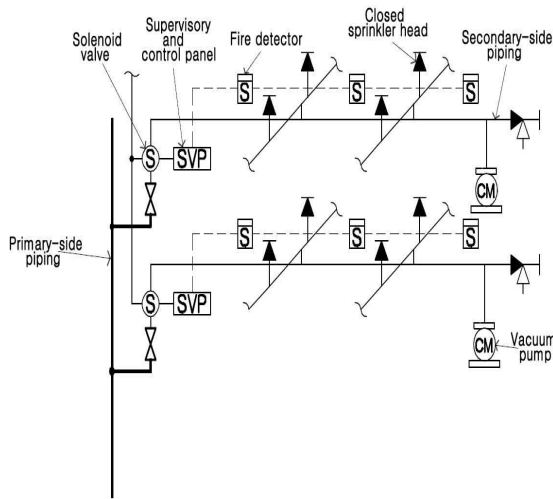 Solenoid
valve
Supervisory
and
control panel
Fire detector
Closed
sprinkler head
Secondary-side
piping
S
S
S
S
SVP
CM
Primary-side
piping
S
S
S
S
SVP
CM
Vacuum
pump